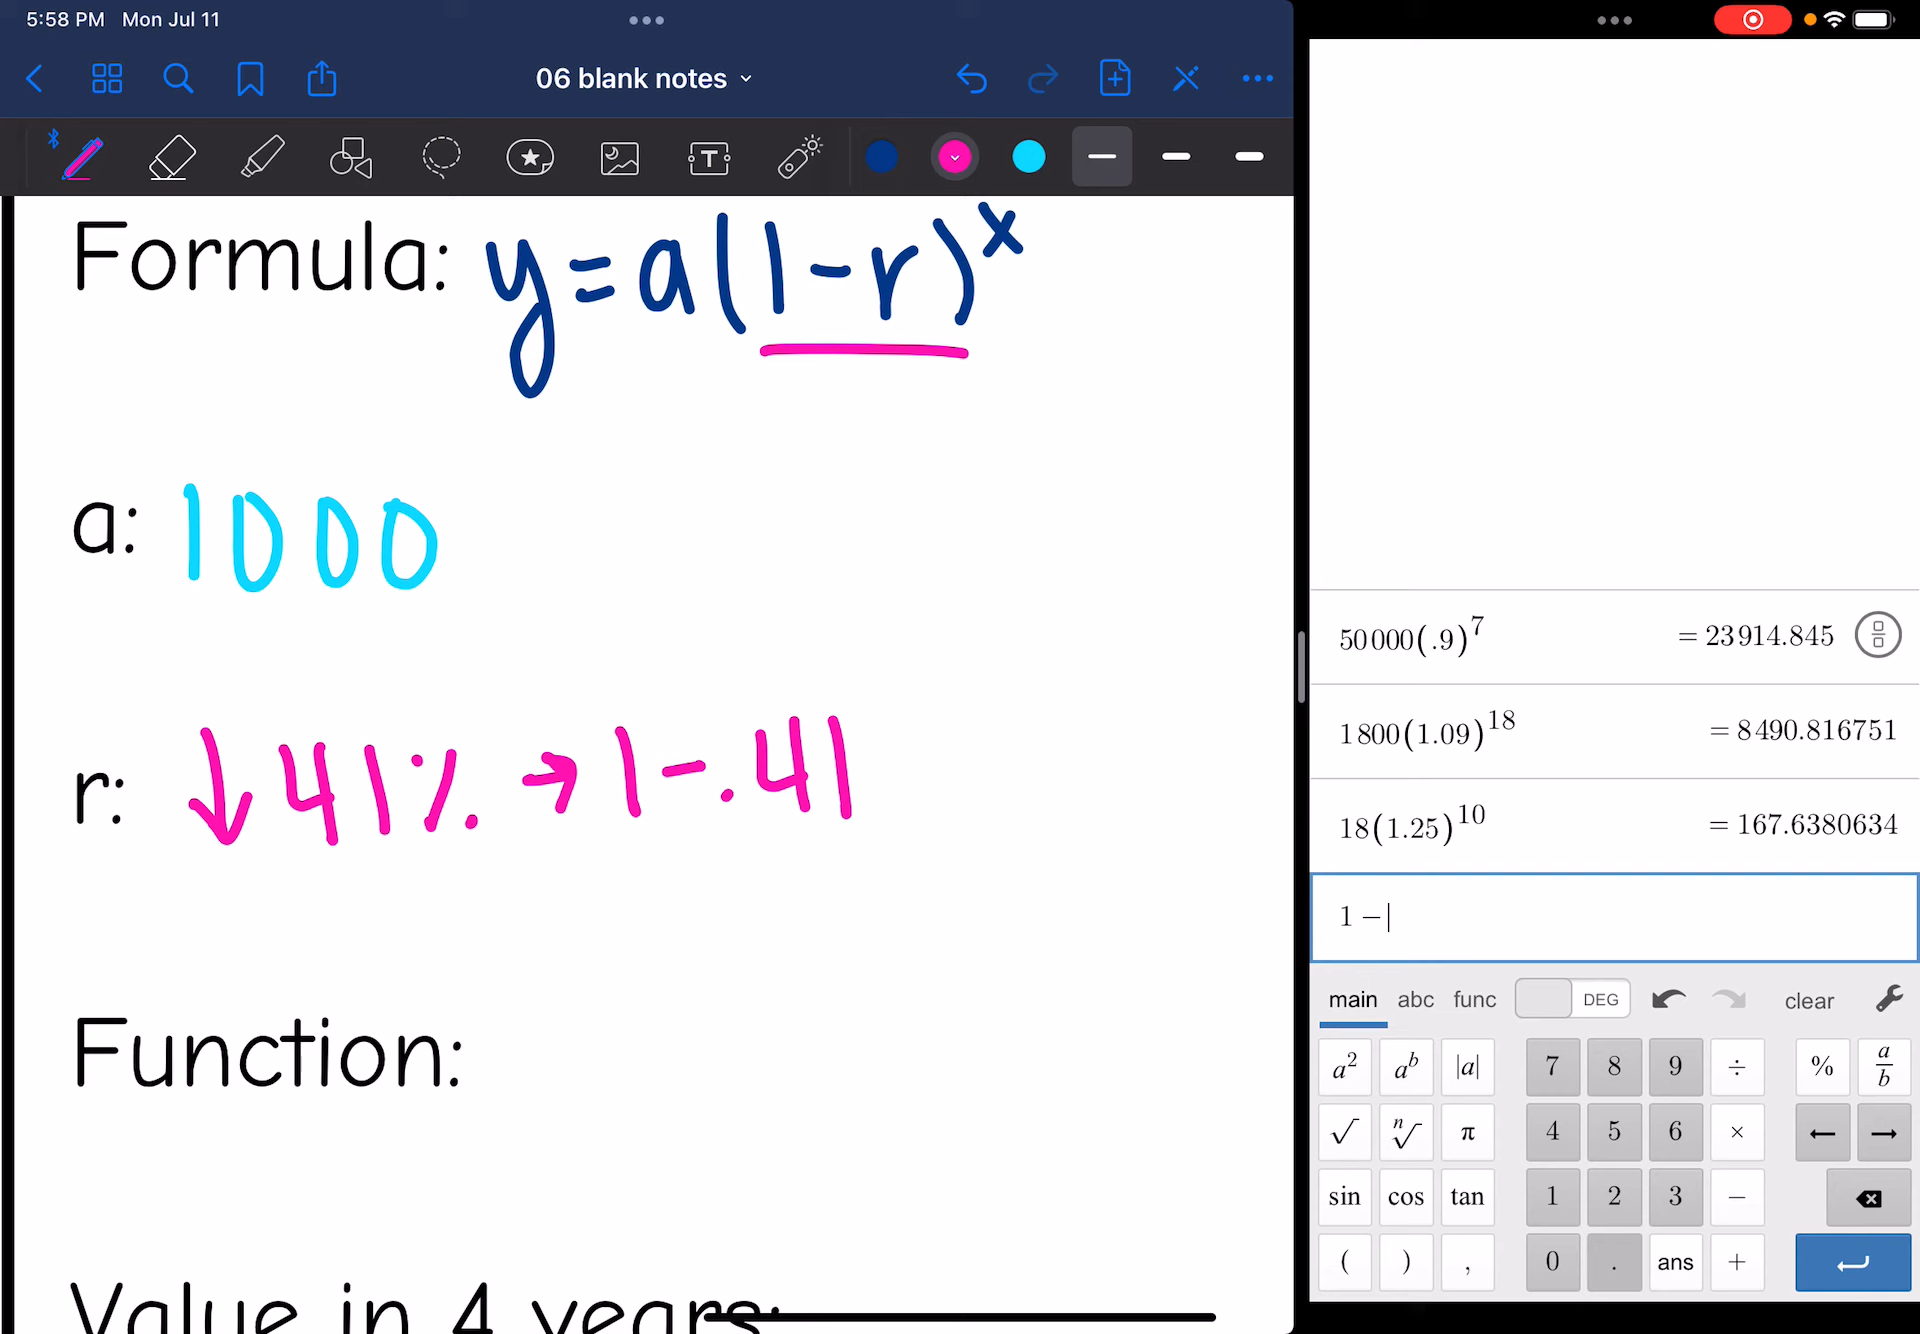 5:58 PM Mon Jul 11
06 blank notes
T
Formula: y=a(1-r)^x
a: 1000
r: ↓ 41% → 1-.41
Function:
Value in 4 years:
50000(.9)^7 = 23914.845
1800(1.09)^18 = 8490.816751
18(1.25)^10 = 167.6380634
1 −
main abc func DEG clear
a² a^b |a| 7 8 9 ÷ % a/b
√ ⁿ√ π 4 5 6 × ← →
sin cos tan 1 2 3 −
( ) , 0 . ans +